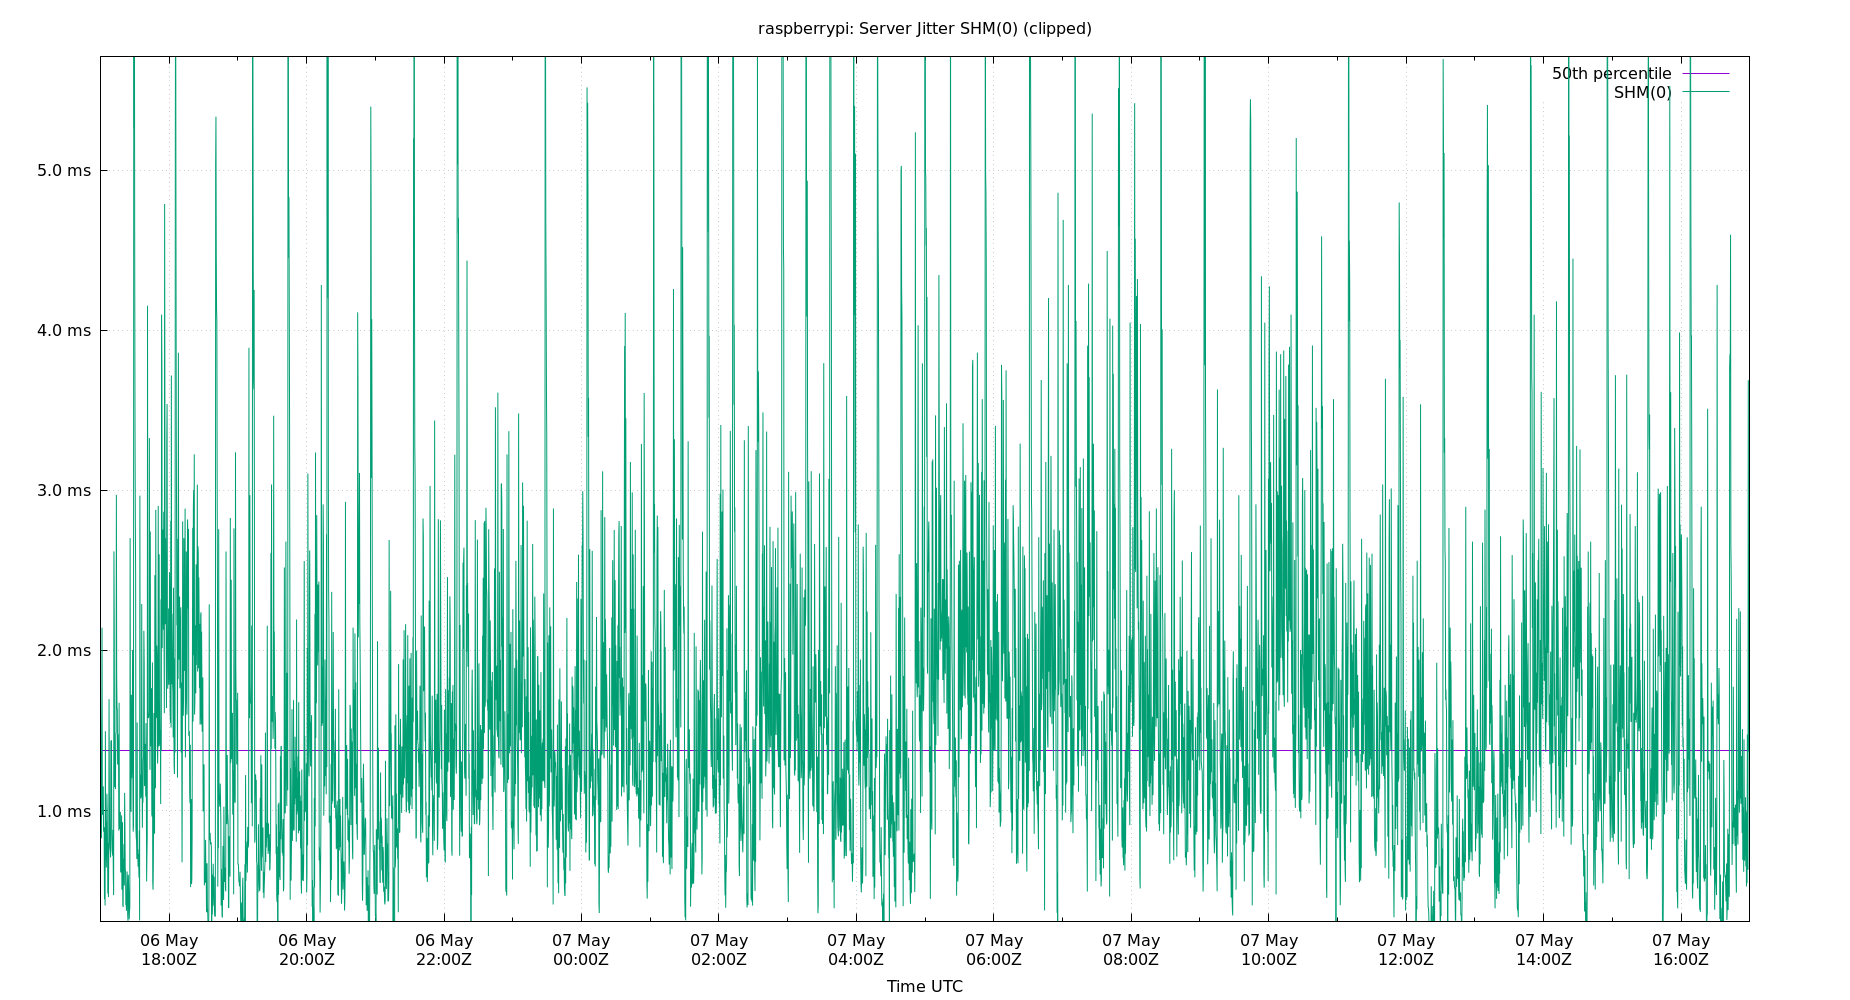 raspberrypi: Server Jitter SHM(0) (clipped)
50th percentile
SHM(0)
5.0 ms
4.0 ms
3.0 ms
2.0 ms
1.0 ms
06 May 06 May 06 May 07 May 07 May 07 May 07 May 07 May 07 May 07 May 07 May 07 May
18:00Z 20:00Z 22:00Z 00:00Z 02:00Z 04:00Z 06:00Z 08:00Z 10:00Z 12:00Z 14:00Z 16:00Z
Time UTC